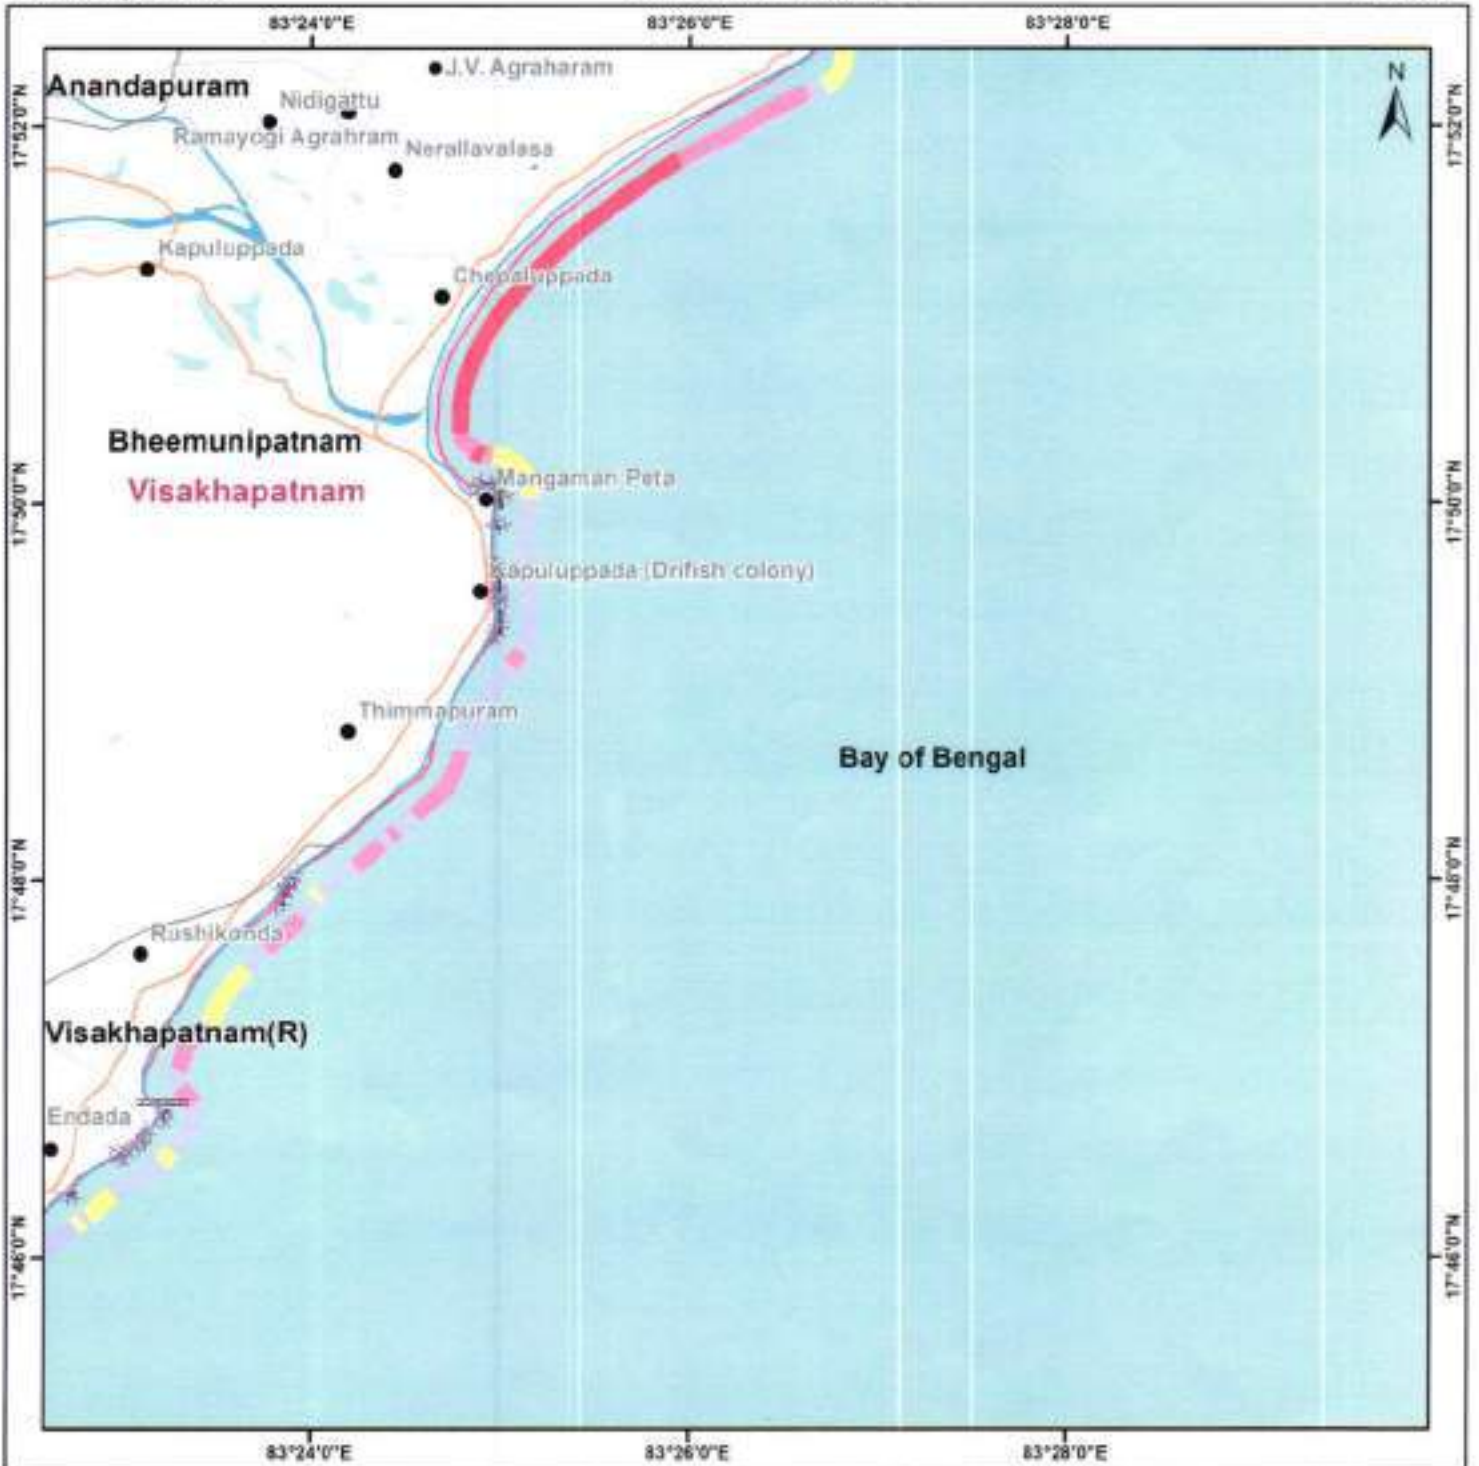 83°24'0"E
83°26'0"E
83°28'0"E
N
J.V. Agraharam
Anandapuram
Nidigattu
17°52'0"N
17°52'0"N
Ramayogi Agrahram
Nerallavalasa
Kapuluppada
Chepaluppada
Bheemunipatnam
Visakhapatnam
Mangamari Peta
17°50'0"N
17°50'0"N
Kapuluppada (Drifish colony)
Thimmapuram
Bay of Bengal
17°48'0"N
17°48'0"N
Rushikonda
Visakhapatnam(R)
Endada
17°46'0"N
17°46'0"N
83°24'0"E
83°26'0"E
83°28'0"E